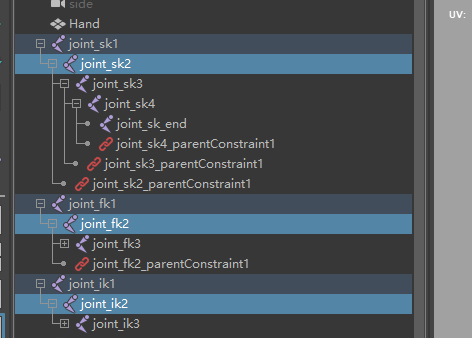 side
UV:
Hand
joint_sk1
joint_sk2
joint_sk3
joint_sk4
joint_sk_end
joint_sk4_parentConstraint1
joint_sk3_parentConstraint1
joint_sk2_parentConstraint1
joint_fk1
joint_fk2
joint_fk3
joint_fk2_parentConstraint1
joint_ik1
joint_ik2
joint_ik3